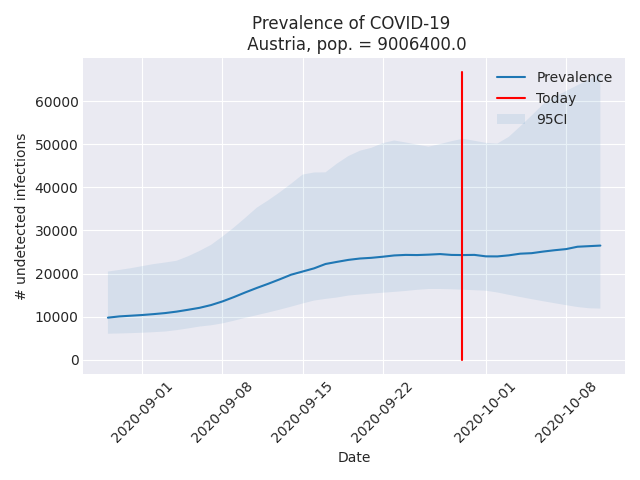 Prevalence of COVID-19
Austria, pop. = 9006400.0
Prevalence
Today
95CI
# undetected infections
60000
50000
40000
30000
20000
10000
0
2020-09-01
2020-09-08
2020-09-15
2020-09-22
2020-10-01
2020-10-08
Date